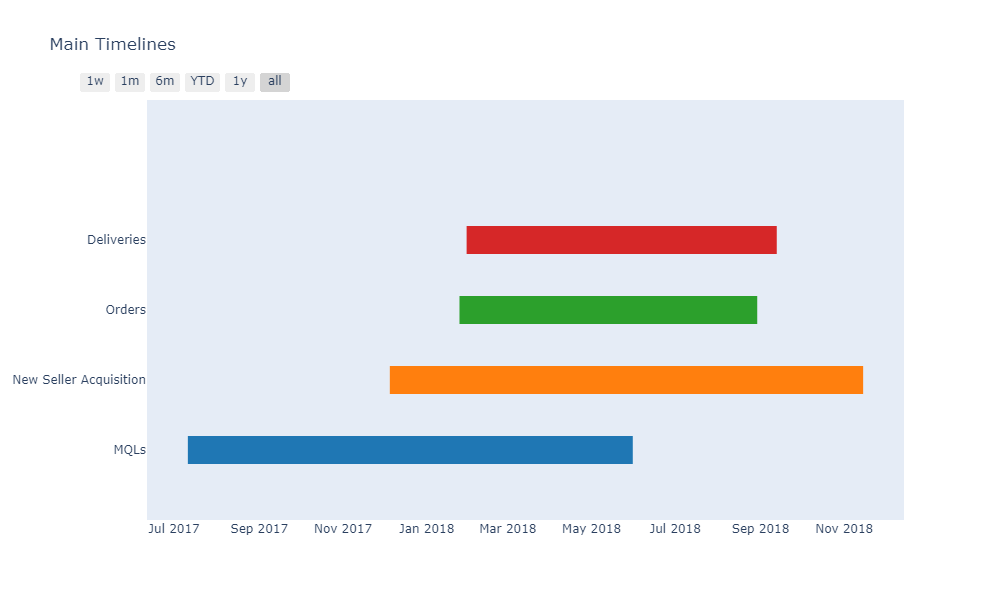 Main Timelines
1w 1m 6m YTD 1y all
Deliveries
Orders
New Seller Acquisition
MQLs
Jul 2017 Sep 2017 Nov 2017 Jan 2018 Mar 2018 May 2018 Jul 2018 Sep 2018 Nov 2018